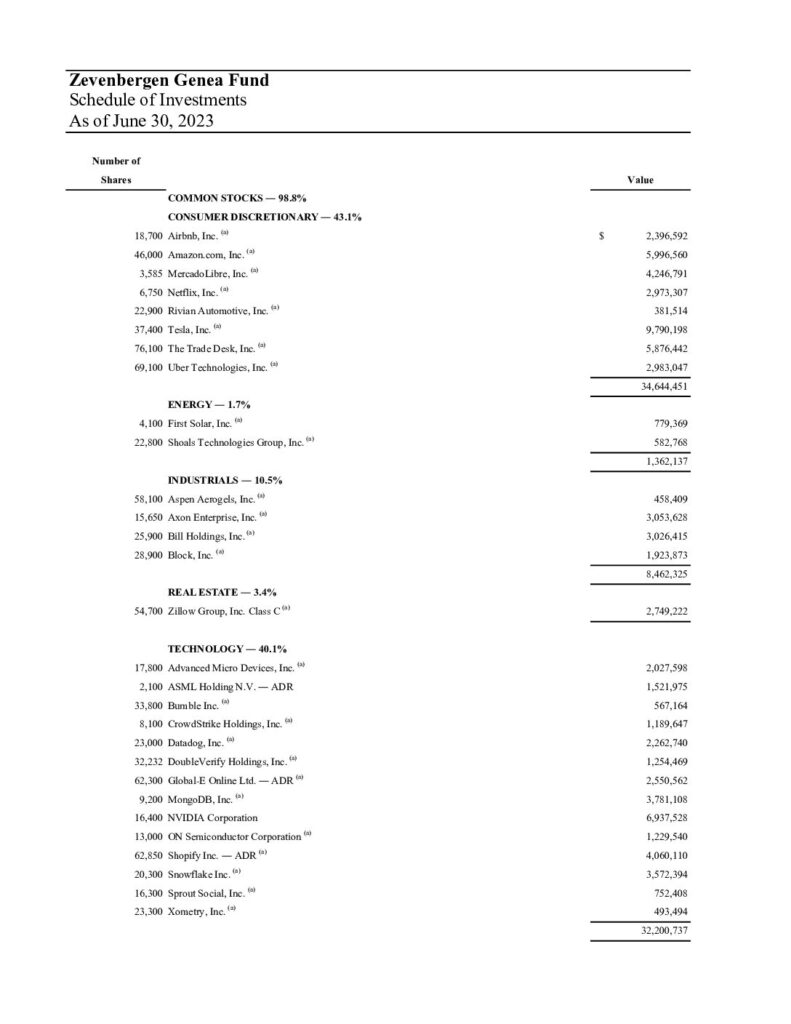 Zevenbergen Genea Fund
Schedule of Investments
As of June 30, 2023
Number of
Shares Value
COMMON STOCKS — 98.8%
CONSUMER DISCRETIONARY — 43.1%
18,700 Airbnb, Inc. (a) $ 2,396,592
46,000 Amazon.com, Inc. (a) 5,996,560
3,585 MercadoLibre, Inc. (a) 4,246,791
6,750 Netflix, Inc. (a) 2,973,307
22,900 Rivian Automotive, Inc. (a) 381,514
37,400 Tesla, Inc. (a) 9,790,198
76,100 The Trade Desk, Inc. (a) 5,876,442
69,100 Uber Technologies, Inc. (a) 2,983,047
34,644,451
ENERGY — 1.7%
4,100 First Solar, Inc. (a) 779,369
22,800 Shoals Technologies Group, Inc. (a) 582,768
1,362,137
INDUSTRIALS — 10.5%
58,100 Aspen Aerogels, Inc. (a) 458,409
15,650 Axon Enterprise, Inc. (a) 3,053,628
25,900 Bill Holdings, Inc. (a) 3,026,415
28,900 Block, Inc. (a) 1,923,873
8,462,325
REAL ESTATE — 3.4%
54,700 Zillow Group, Inc. Class C (a) 2,749,222
TECHNOLOGY — 40.1%
17,800 Advanced Micro Devices, Inc. (a) 2,027,598
2,100 ASML Holding N.V. — ADR 1,521,975
33,800 Bumble Inc. (a) 567,164
8,100 CrowdStrike Holdings, Inc. (a) 1,189,647
23,000 Datadog, Inc. (a) 2,262,740
32,232 DoubleVerify Holdings, Inc. (a) 1,254,469
62,300 Global-E Online Ltd. — ADR (a) 2,550,562
9,200 MongoDB, Inc. (a) 3,781,108
16,400 NVIDIA Corporation 6,937,528
13,000 ON Semiconductor Corporation (a) 1,229,540
62,850 Shopify Inc. — ADR (a) 4,060,110
20,300 Snowflake Inc. (a) 3,572,394
16,300 Sprout Social, Inc. (a) 752,408
23,300 Xometry, Inc. (a) 493,494
32,200,737